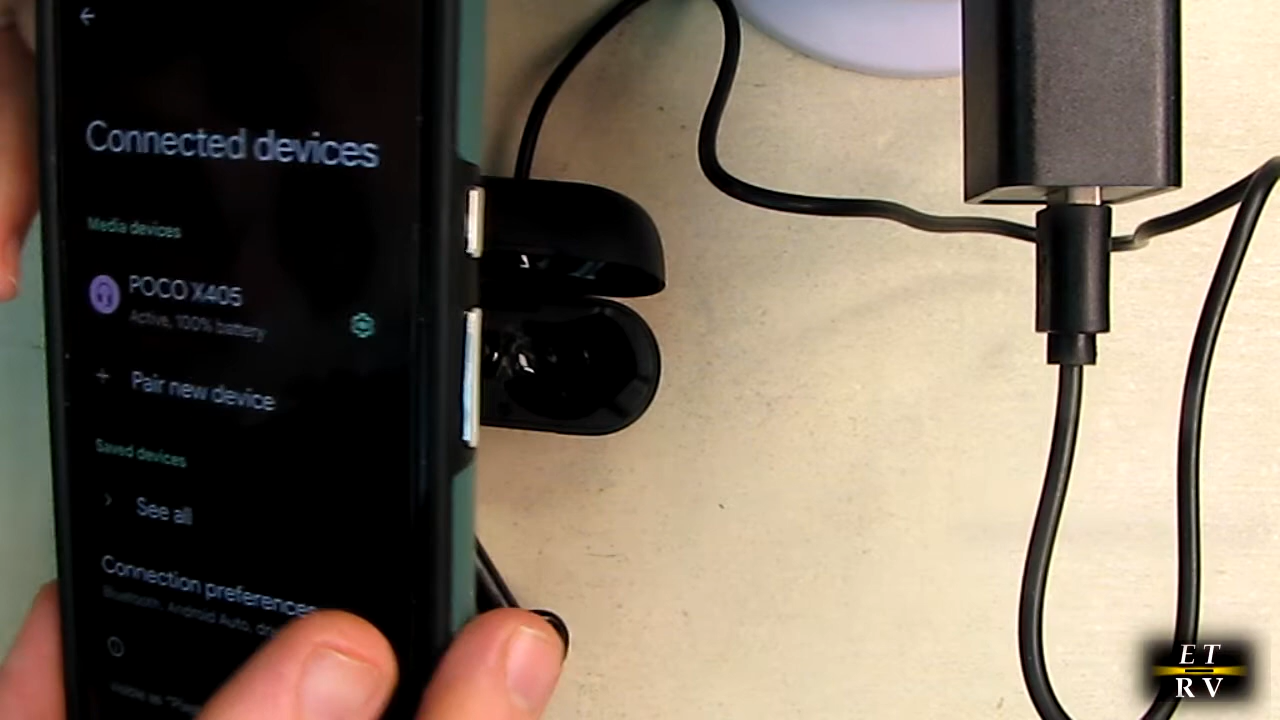 Connected devices
Media devices
POCO X405
Active, 100% battery
Pair new device
Saved devices
See all
Connection preferences
Bluetooth, Android Auto,
ET
RV